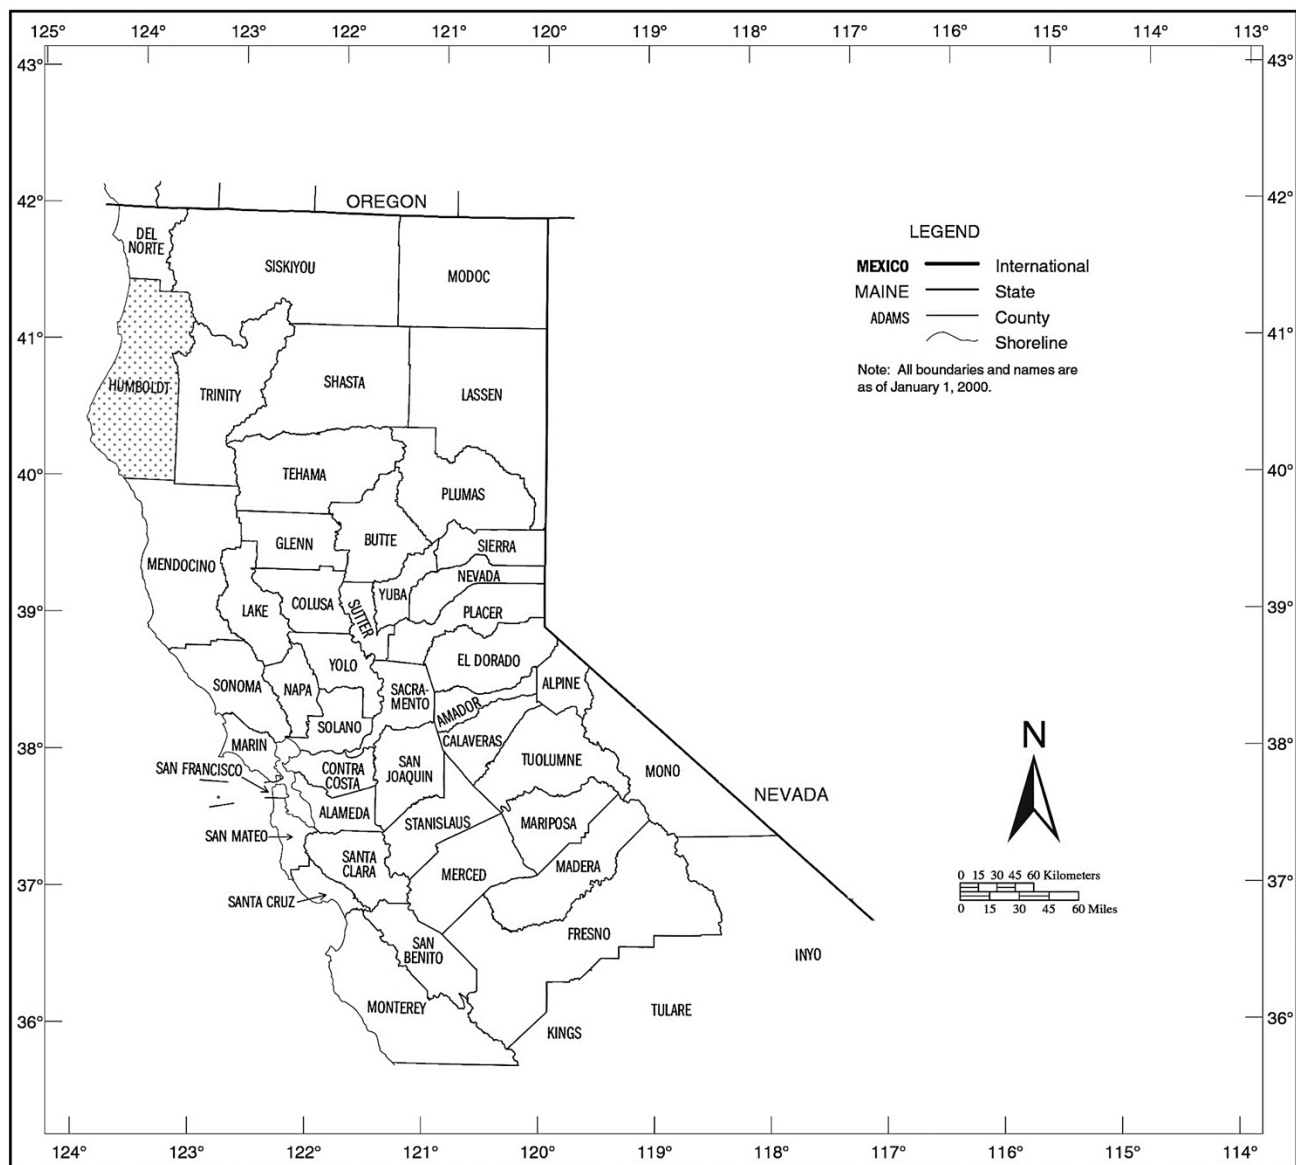 125° 124° 123° 122° 121° 120° 119° 118° 117° 116° 115° 114° 113°
43° 43°
42° 42°
OREGON
DEL
NORTE
SISKIYOU
MODOC
LEGEND
MEXICO International
MAINE State
ADAMS County
Shoreline
Note: All boundaries and names are
as of January 1, 2000.
41° 41°
HUMBOLDT
TRINITY
SHASTA
LASSEN
40° 40°
TEHAMA
PLUMAS
GLENN
BUTTE
SIERRA
MENDOCINO
NEVADA
YUBA
COLUSA
LAKE
SUTTER
PLACER
39° 39°
YOLO
EL DORADO
SONOMA
NAPA
SACRA-
MENTO
ALPINE
AMADOR
SOLANO
MARIN
CALAVERAS
38° 38°
N
SAN FRANCISCO
CONTRA
COSTA
SAN
JOAQUIN
TUOLUMNE
MONO
NEVADA
ALAMEDA
STANISLAUS
MARIPOSA
SAN MATEO
SANTA
CLARA
MERCED
MADERA
37° 37°
0 15 30 45 60 Kilometers
0 15 30 45 60 Miles
SANTA CRUZ
FRESNO
SAN
BENITO
INYO
MONTEREY
TULARE
KINGS
36° 36°
124° 123° 122° 121° 120° 119° 118° 117° 116° 115° 114°